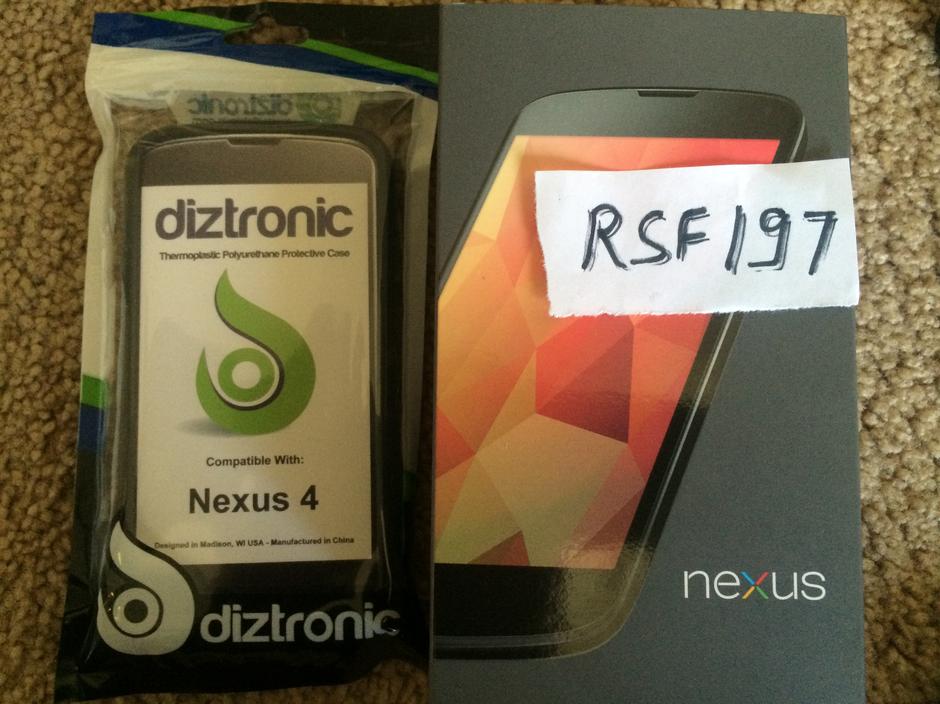 diztronic
diztronic
Thermoplastic Polyurethane Protective Case
Compatible With:
Nexus 4
Designed in Madison, WI USA - Manufactured in China
diztronic
RSF197
nexus